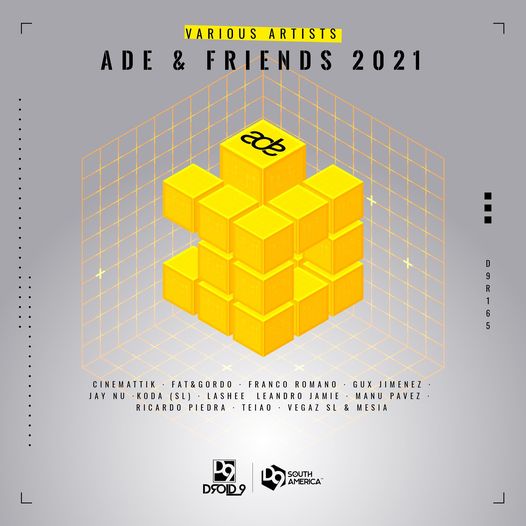 VARIOUS ARTISTS
ADE & FRIENDS 2021
ade
D9R165
CINEMATTIK · FAT&GORDO · FRANCO ROMANO · GUX JIMENEZ ·
JAY NU ·KODA (SL) · LASHEE LEANDRO JAMIE · MANU PAVEZ ·
RICARDO PIEDRA · TEIAO · VEGAZ SL & MESIA
D9
DROID9
D9
SOUTH
AMERICA